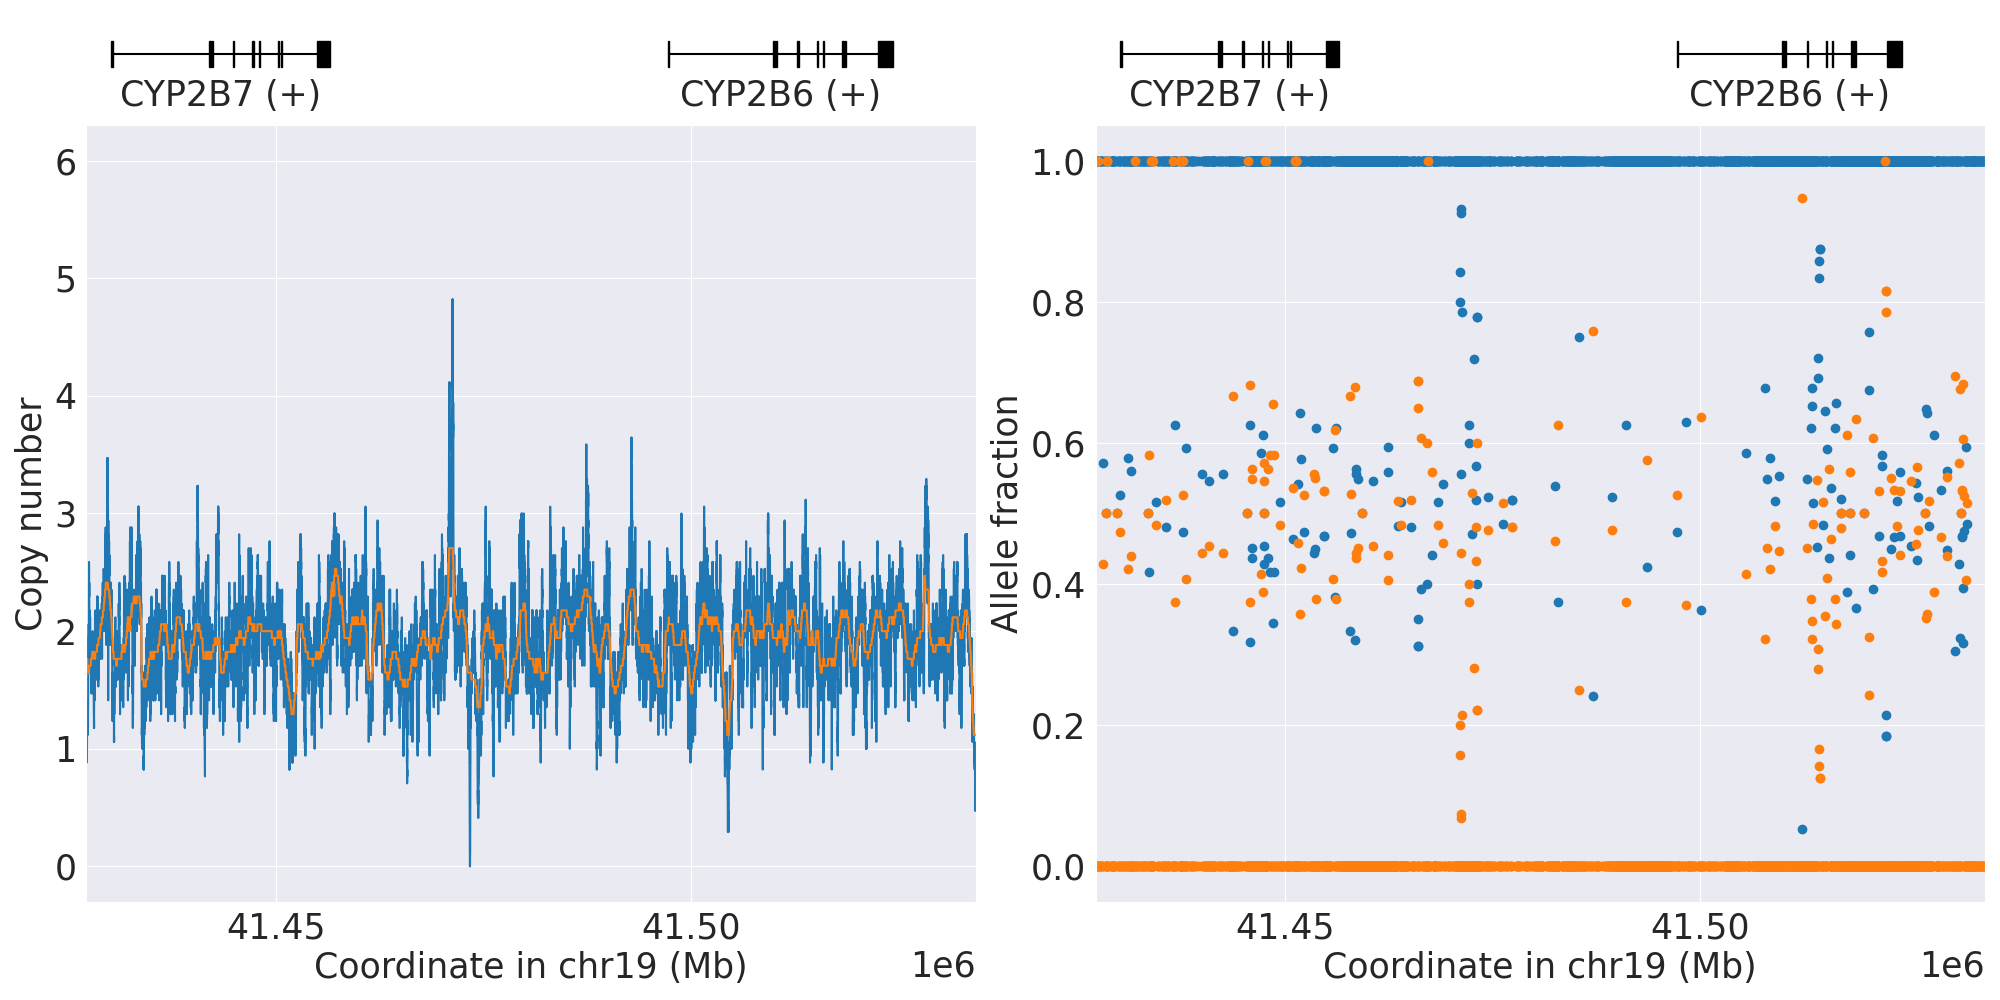 CYP2B7 (+)
CYP2B6 (+)
6
5
4
3
2
1
0
Copy number
41.45
41.50
Coordinate in chr19 (Mb)
1e6
CYP2B7 (+)
CYP2B6 (+)
1.0
0.8
0.6
0.4
0.2
0.0
Allele fraction
41.45
41.50
Coordinate in chr19 (Mb)
1e6